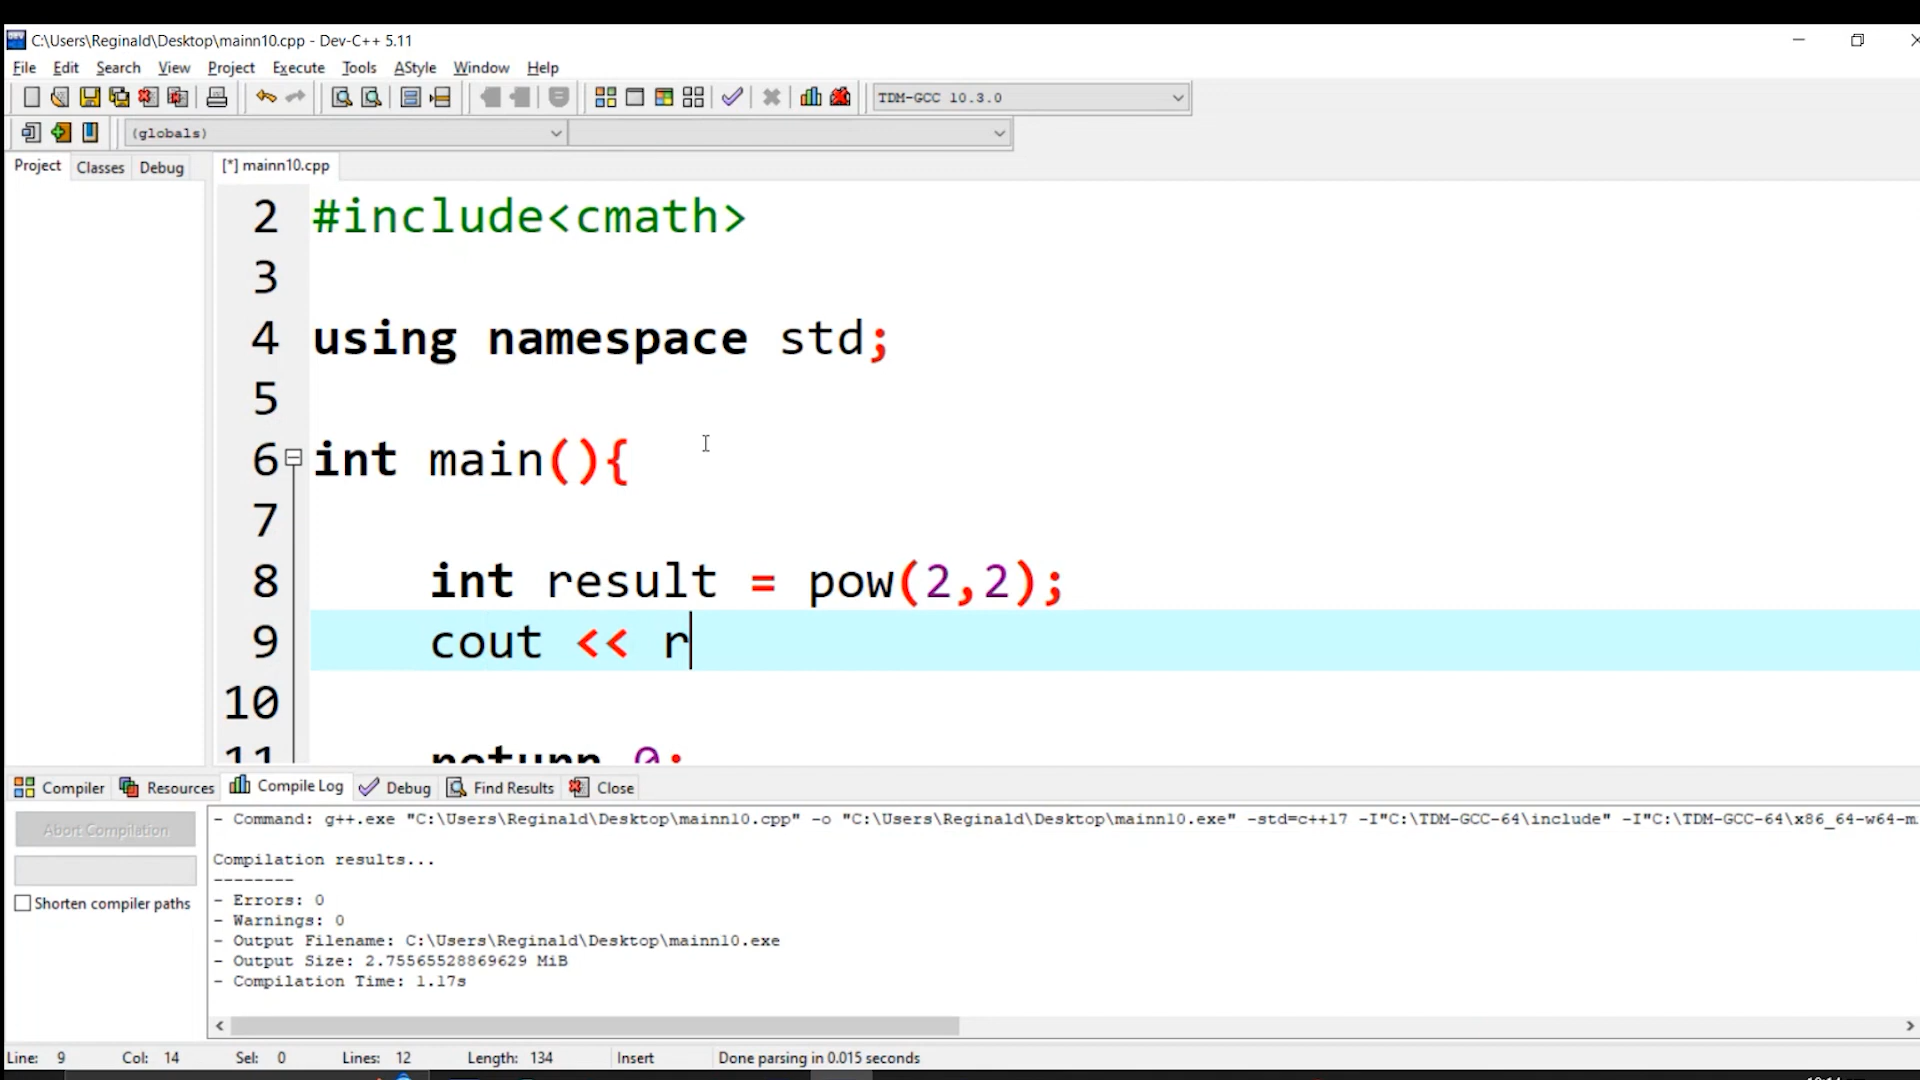 C:\Users\Reginald\Desktop\mainn10.cpp - Dev-C++ 5.11
File Edit Search View Project Execute Tools AStyle Window Help
TDM-GCC 10.3.0
(globals)
Project Classes Debug [*] mainn10.cpp
2 #include<cmath>
3
4 using namespace std;
5
6 int main(){
7
8 int result = pow(2,2);
9 cout << r
10
11 return 0;
Compiler Resources Compile Log Debug Find Results Close
Abort Compilation
Shorten compiler paths
- Command: g++.exe "C:\Users\Reginald\Desktop\mainn10.cpp" -o "C:\Users\Reginald\Desktop\mainn10.exe" -std=c++17 -I"C:\TDM-GCC-64\include" -I"C:\TDM-GCC-64\x86_64-w64-m
Compilation results...
--------
- Errors: 0
- Warnings: 0
- Output Filename: C:\Users\Reginald\Desktop\mainn10.exe
- Output Size: 2.75565528869629 MiB
- Compilation Time: 1.17s
Line: 9 Col: 14 Sel: 0 Lines: 12 Length: 134 Insert Done parsing in 0.015 seconds